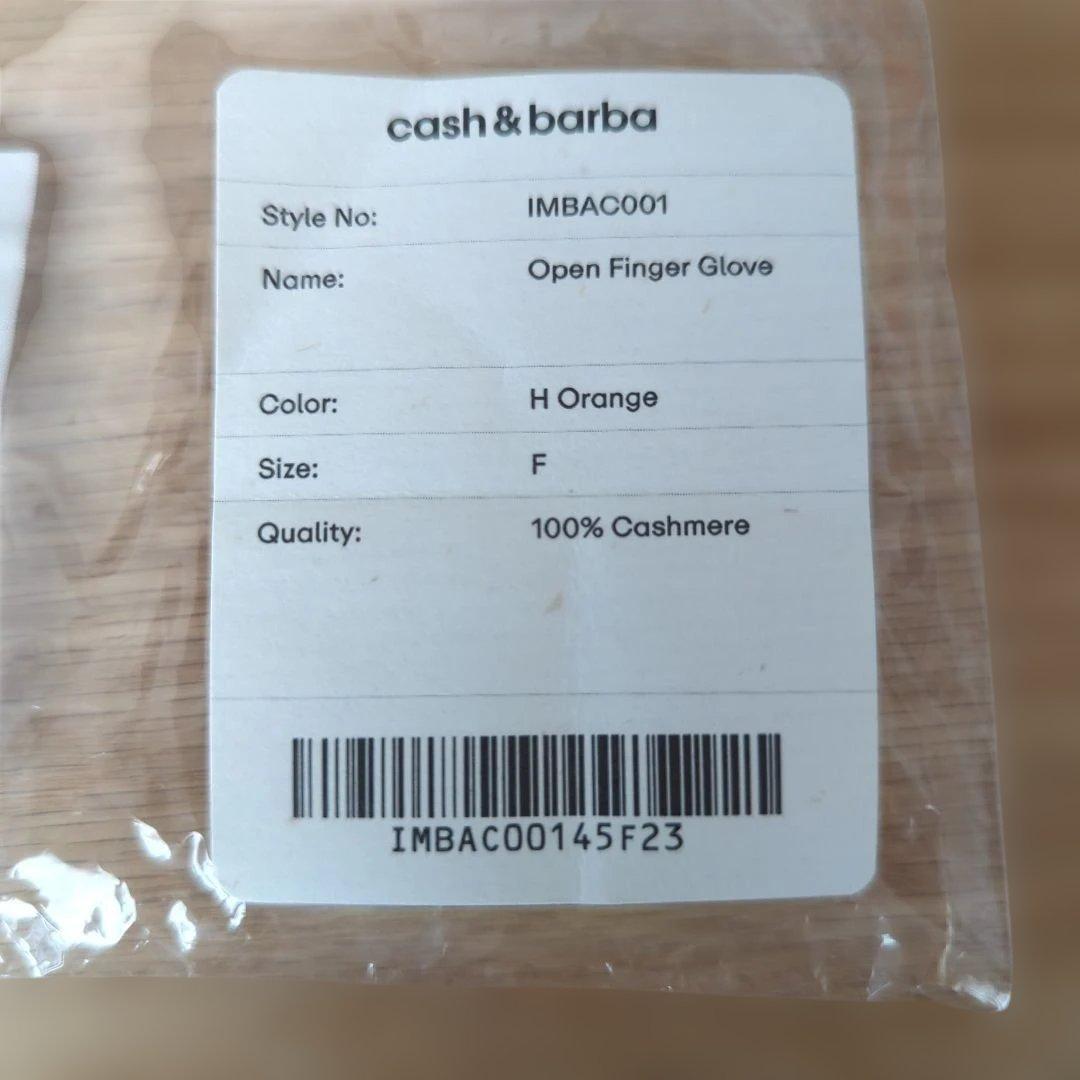 cash & barba
Style No: IMBAC001
Name: Open Finger Glove
Color: H Orange
Size: F
Quality: 100% Cashmere
IMBAC00145F23